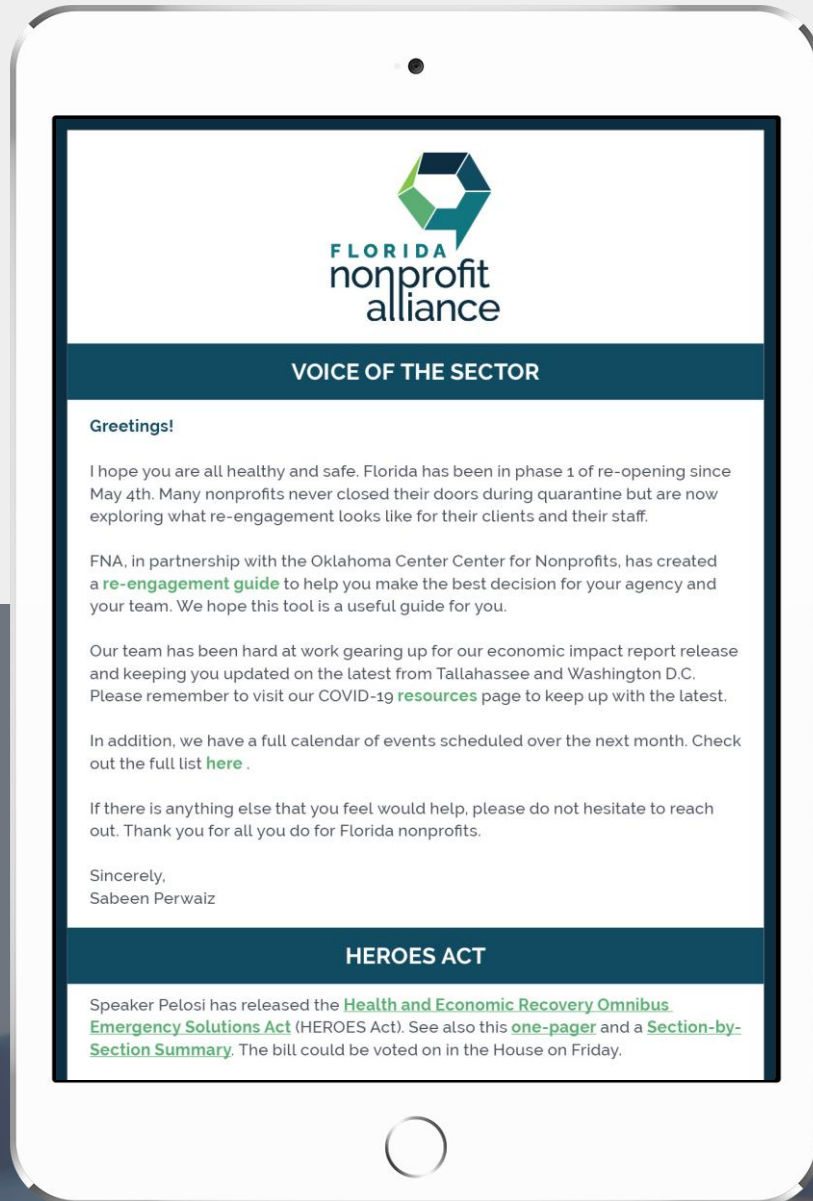 FLORIDA
nonprofit
alliance
VOICE OF THE SECTOR
Greetings!
I hope you are all healthy and safe. Florida has been in phase 1 of re-opening since
May 4th. Many nonprofits never closed their doors during quarantine but are now
exploring what re-engagement looks like for their clients and their staff.
FNA, in partnership with the Oklahoma Center Center for Nonprofits, has created
a re-engagement guide to help you make the best decision for your agency and
your team. We hope this tool is a useful guide for you.
Our team has been hard at work gearing up for our economic impact report release
and keeping you updated on the latest from Tallahassee and Washington D.C.
Please remember to visit our COVID-19 resources page to keep up with the latest.
In addition, we have a full calendar of events scheduled over the next month. Check
out the full list here .
If there is anything else that you feel would help, please do not hesitate to reach
out. Thank you for all you do for Florida nonprofits.
Sincerely,
Sabeen Perwaiz
HEROES ACT
Speaker Pelosi has released the Health and Economic Recovery Omnibus
Emergency Solutions Act (HEROES Act). See also this one-pager and a Section-by-
Section Summary. The bill could be voted on in the House on Friday.